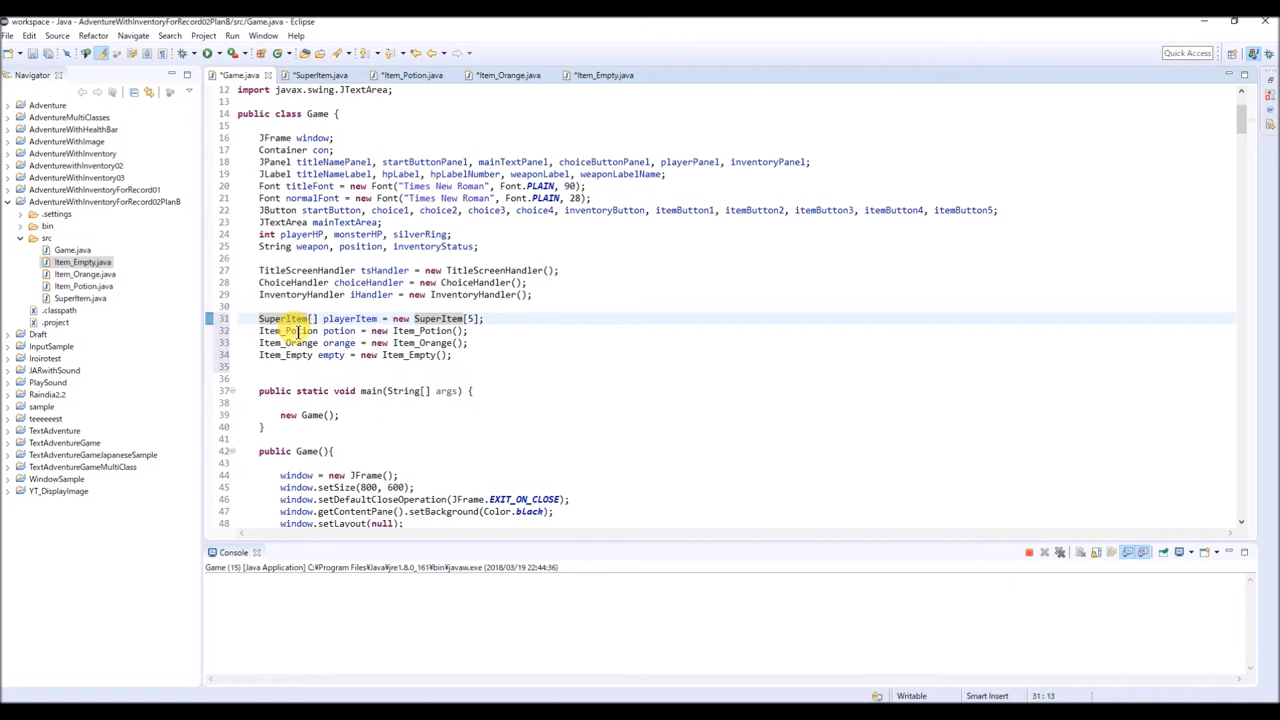 workspace - Java - AdventureWithInventoryForRecord02PlanB/src/Game.java - Eclipse
File Edit Source Refactor Navigate Search Project Run Window Help
Quick Access
Navigator
*Game.java *SuperItem.java *Item_Potion.java *Item_Orange.java *Item_Empty.java
Adventure
AdventureMultiClasses
AdventureWithHealthBar
AdventureWithImage
AdventureWithInventory
Adventurewithinventory02
AdventureWithInventory03
AdventureWithInventoryForRecord01
AdventureWithInventoryForRecord02PlanB
.settings
bin
src
Game.java
Item_Empty.java
Item_Orange.java
Item_Potion.java
SuperItem.java
.classpath
.project
Draft
InputSample
Iroirotest
JARwithSound
PlaySound
Raindia2.2
sample
teeeeeest
TextAdventure
TextAdventureGame
TextAdventureGameJapaneseSample
TextAdventureGameMultiClass
WindowSample
YT_DisplayImage
12 import javax.swing.JTextArea;
13
14 public class Game {
15
16 JFrame window;
17 Container con;
18 JPanel titleNamePanel, startButtonPanel, mainTextPanel, choiceButtonPanel, playerPanel, inventoryPanel;
19 JLabel titleNameLabel, hpLabel, hpLabelNumber, weaponLabel, weaponLabelName;
20 Font titleFont = new Font("Times New Roman", Font.PLAIN, 90);
21 Font normalFont = new Font("Times New Roman", Font.PLAIN, 28);
22 JButton startButton, choice1, choice2, choice3, choice4, inventoryButton, itemButton1, itemButton2, itemButton3, itemButton4, itemButton5;
23 JTextArea mainTextArea;
24 int playerHP, monsterHP, silverRing;
25 String weapon, position, inventoryStatus;
26
27 TitleScreenHandler tsHandler = new TitleScreenHandler();
28 ChoiceHandler choiceHandler = new ChoiceHandler();
29 InventoryHandler iHandler = new InventoryHandler();
30
31 SuperItem[] playerItem = new SuperItem[5];
32 Item_Potion potion = new Item_Potion();
33 Item_Orange orange = new Item_Orange();
34 Item_Empty empty = new Item_Empty();
35
36
37 public static void main(String[] args) {
38
39 new Game();
40 }
41
42 public Game(){
43
44 window = new JFrame();
45 window.setSize(800, 600);
46 window.setDefaultCloseOperation(JFrame.EXIT_ON_CLOSE);
47 window.getContentPane().setBackground(Color.black);
48 window.setLayout(null);
Console
Game (15) [Java Application] C:¥Program Files¥Java¥jre1.8.0_161¥bin¥javaw.exe (2018/03/19 22:44:36)
Writable Smart Insert 31 : 13